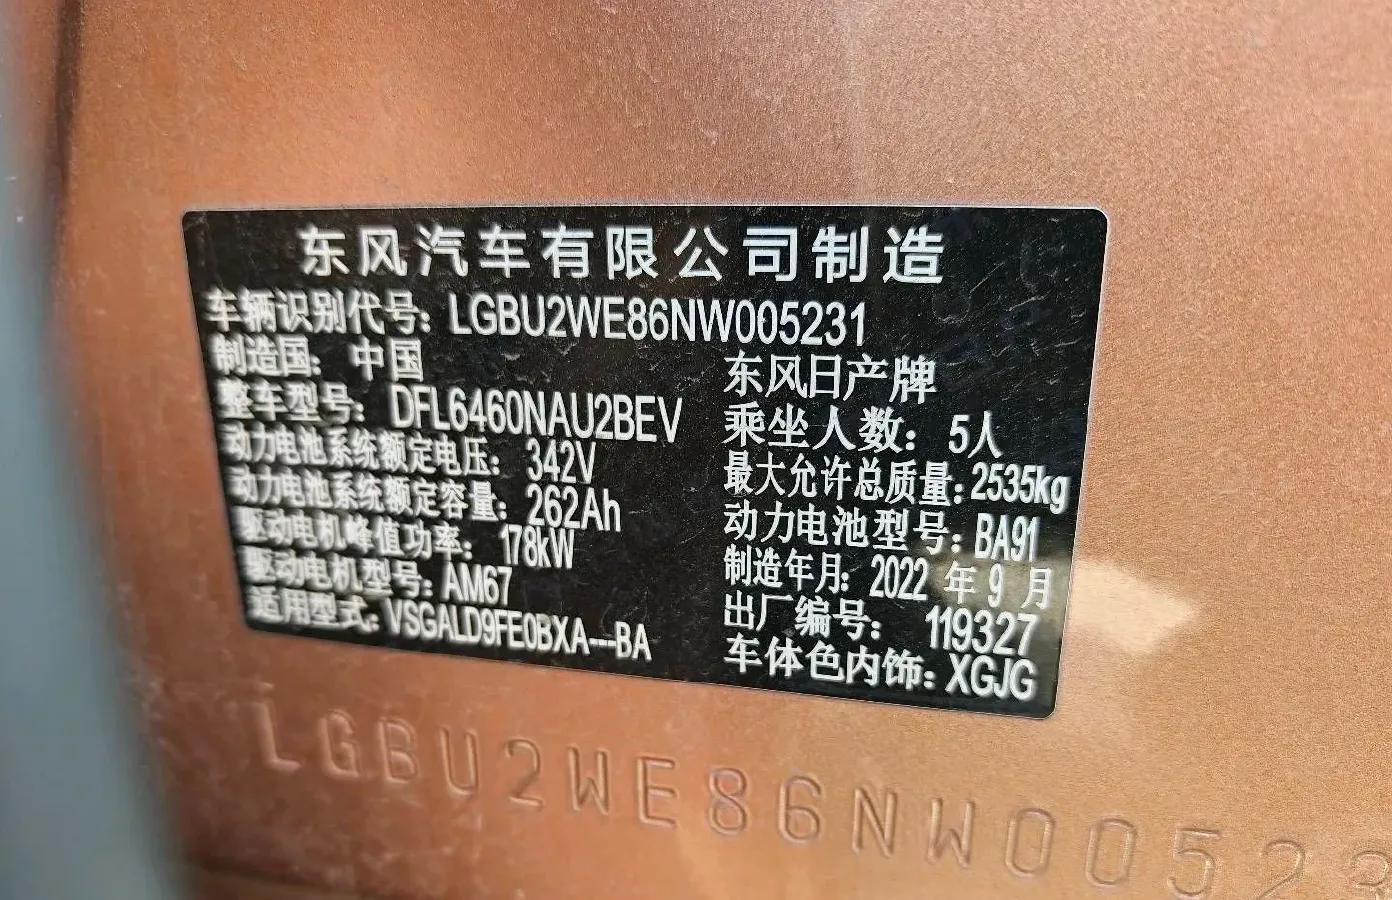 东风汽车有限公司制造
车辆识别代号：LGBU2WE86NW005231
制造国：中国
东风日产牌
整车型号：DFL6460NAU2BEV
乘坐人数：5人
动力电池系统额定电压：342V
最大允许总质量：2535kg
动力电池系统额定容量：262Ah
动力电池型号：BA91
驱动电机峰值功率：178kW
制造年月：2022 年 9 月
驱动电机型号：AM67
出厂编号：119327
适用型式：VSGALD9FE0BXA---BA
车体色内饰：XGJG
LGBU2WE86NW00523